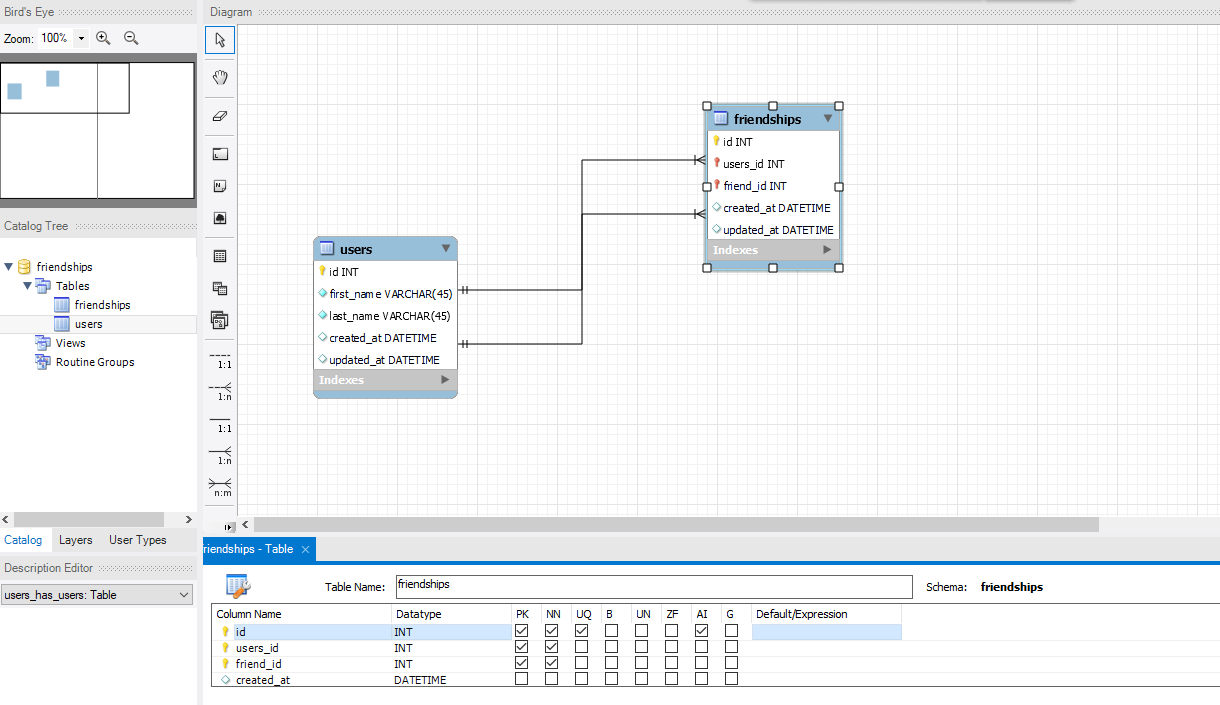 Bird's Eye
Zoom: 100%
Catalog Tree
friendships
Tables
friendships
users
Views
Routine Groups
Catalog Layers User Types
Description Editor
users_has_users: Table
Diagram
1:1
1:n
1:1
1:n
n:m
users
id INT
first_name VARCHAR(45)
last_name VARCHAR(45)
created_at DATETIME
updated_at DATETIME
Indexes
friendships
id INT
users_id INT
friend_id INT
created_at DATETIME
updated_at DATETIME
Indexes
riendships - Table
Table Name: friendships Schema: friendships
Column Name Datatype PK NN UQ B UN ZF AI G Default/Expression
id INT
users_id INT
friend_id INT
created_at DATETIME